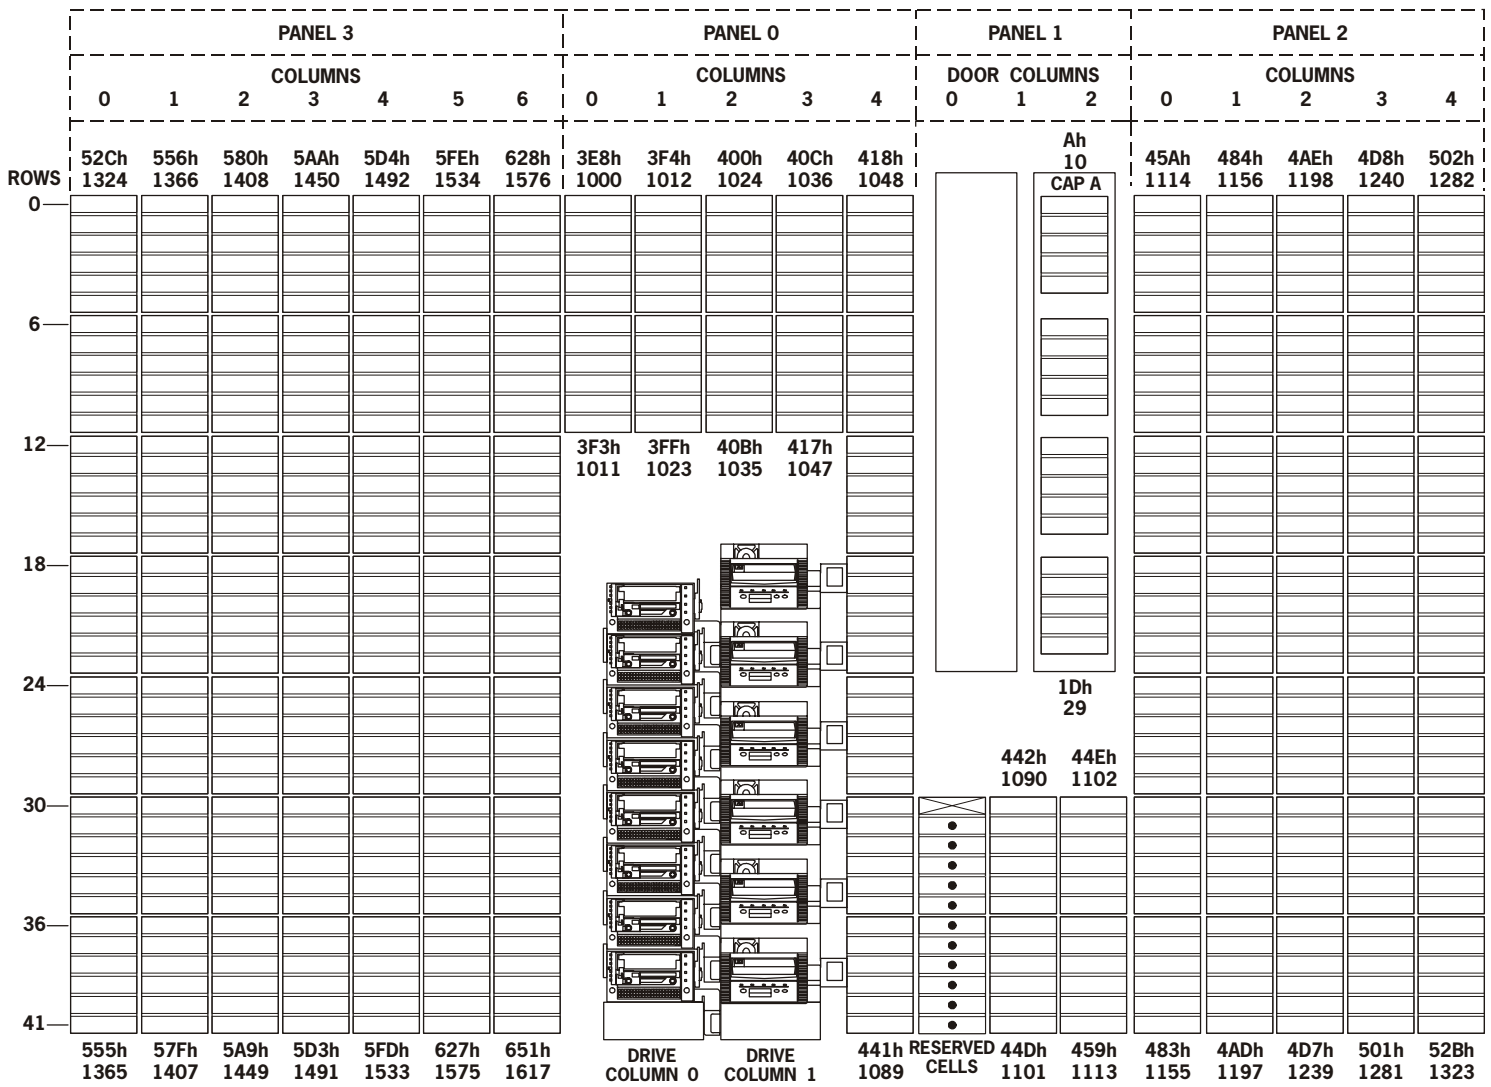 PANEL 3 PANEL 0 PANEL 1 PANEL 2
COLUMNS COLUMNS DOOR COLUMNS COLUMNS
0 1 2 3 4 5 6 0 1 2 3 4 0 1 2 0 1 2 3 4
Ah
10
52Ch 556h 580h 5AAh 5D4h 5FEh 628h 3E8h 3F4h 400h 40Ch 418h 45Ah 484h 4AEh 4D8h 502h
ROWS 1324 1366 1408 1450 1492 1534 1576 1000 1012 1024 1036 1048 CAP A 1114 1156 1198 1240 1282
0
6
12
3F3h 3FFh 40Bh 417h
1011 1023 1035 1047
18
24
1Dh
29
442h 44Eh
1090 1102
30
36
41
555h 57Fh 5A9h 5D3h 5FDh 627h 651h DRIVE DRIVE 441h RESERVED 44Dh 459h 483h 4ADh 4D7h 501h 52Bh
1365 1407 1449 1491 1533 1575 1617 COLUMN 0 COLUMN 1 1089 CELLS 1101 1113 1155 1197 1239 1281 1323